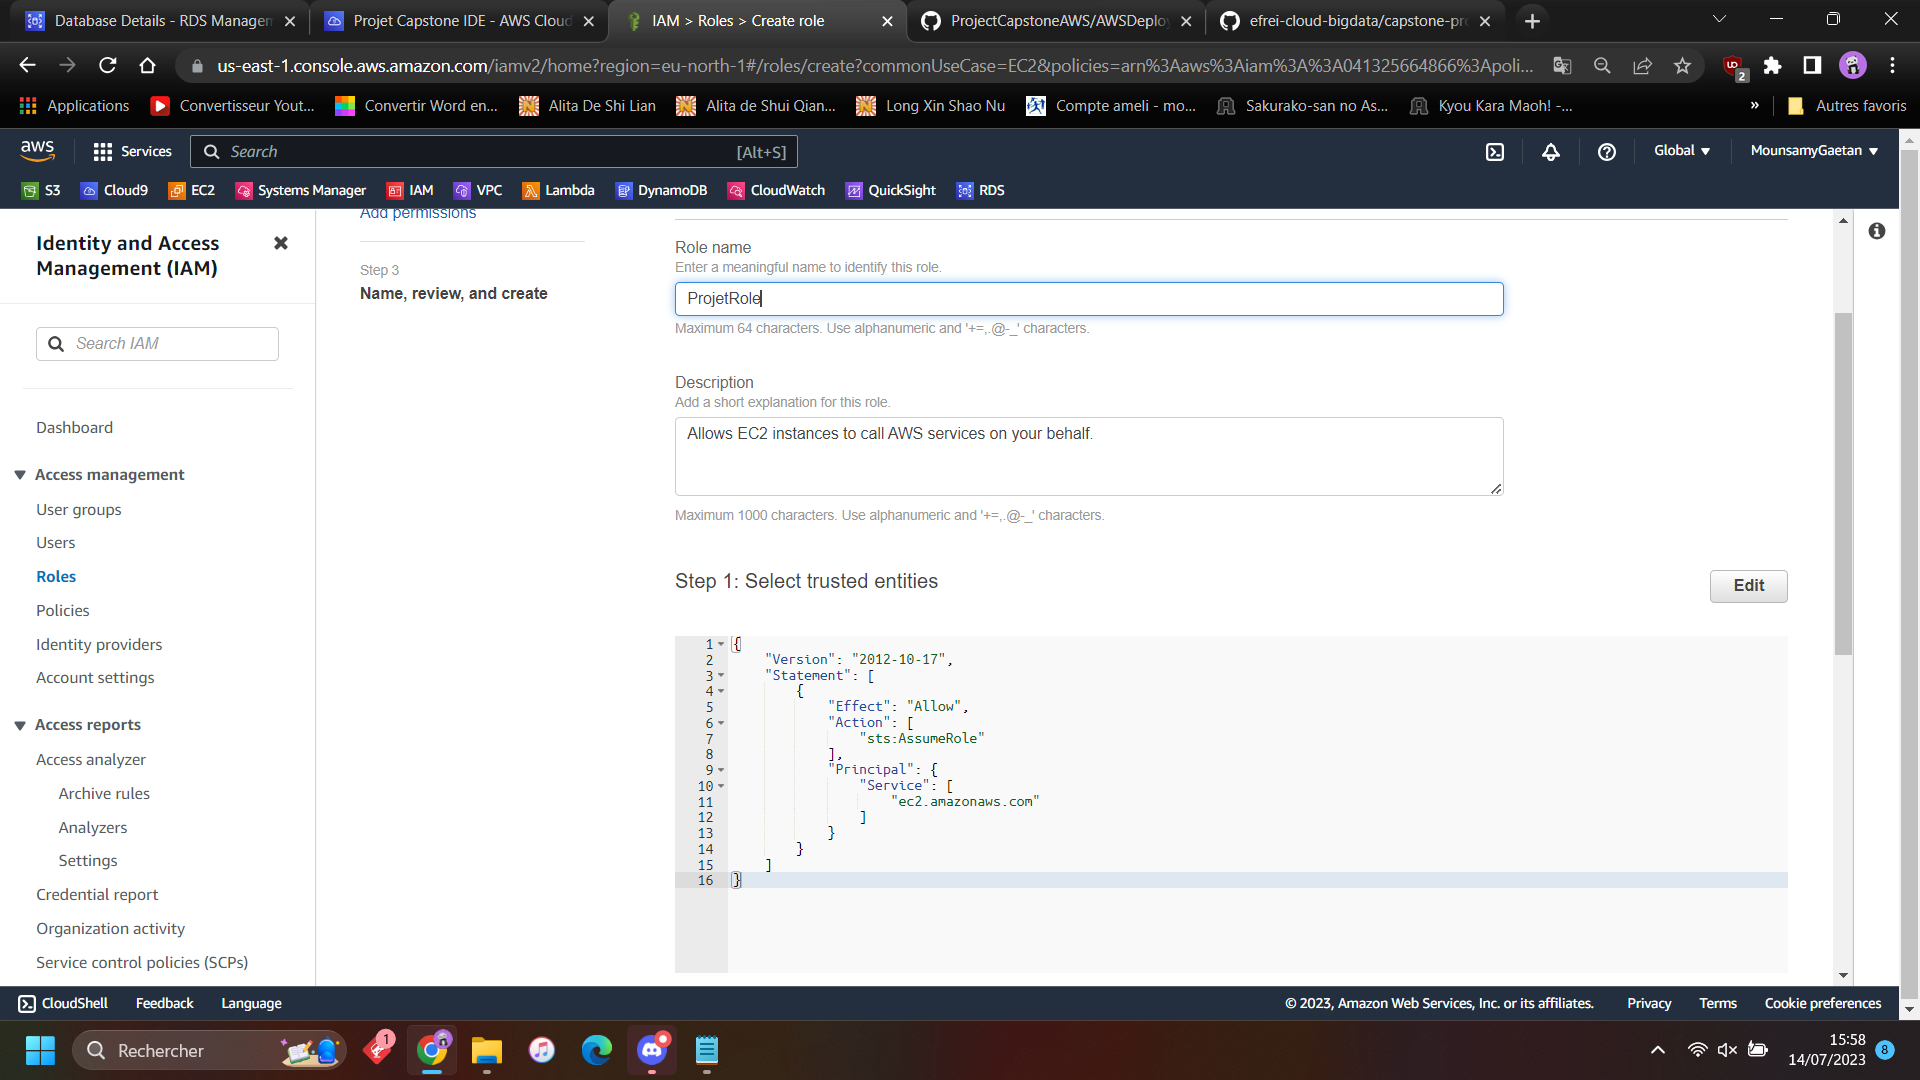 Database Details - RDS Managem
Projet Capstone IDE - AWS Cloud
IAM > Roles > Create role
ProjectCapstoneAWS/AWSDeploy
efrei-cloud-bigdata/capstone-pro
us-east-1.console.aws.amazon.com/iamv2/home?region=eu-north-1#/roles/create?commonUseCase=EC2&policies=arn%3Aaws%3Aiam%3A%3A041325664866%3Apoli...
2
Applications
Convertisseur Yout...
Convertir Word en...
Alita De Shi Lian
Alita de Shui Qian...
Long Xin Shao Nu
Compte ameli - mo...
Sakurako-san no As...
Kyou Kara Maoh! -...
»
Autres favoris
aws
Services
Search
[Alt+S]
Global
MounsamyGaetan
S3
Cloud9
EC2
Systems Manager
IAM
VPC
Lambda
DynamoDB
CloudWatch
QuickSight
RDS
Identity and Access
Management (IAM)
Search IAM
Dashboard
Access management
User groups
Users
Roles
Policies
Identity providers
Account settings
Access reports
Access analyzer
Archive rules
Analyzers
Settings
Credential report
Organization activity
Service control policies (SCPs)
Add permissions
Step 3
Name, review, and create
Role name
Enter a meaningful name to identify this role.
ProjetRole
Maximum 64 characters. Use alphanumeric and '+=,.@-_' characters.
Description
Add a short explanation for this role.
Allows EC2 instances to call AWS services on your behalf.
Maximum 1000 characters. Use alphanumeric and '+=,.@-_' characters.
Step 1: Select trusted entities
Edit
1 {
2 "Version": "2012-10-17",
3 "Statement": [
4 {
5 "Effect": "Allow",
6 "Action": [
7 "sts:AssumeRole"
8 ],
9 "Principal": {
10 "Service": [
11 "ec2.amazonaws.com"
12 ]
13 }
14 }
15 ]
16 }
CloudShell
Feedback
Language
© 2023, Amazon Web Services, Inc. or its affiliates.
Privacy
Terms
Cookie preferences
Rechercher
1
15:58
14/07/2023
8